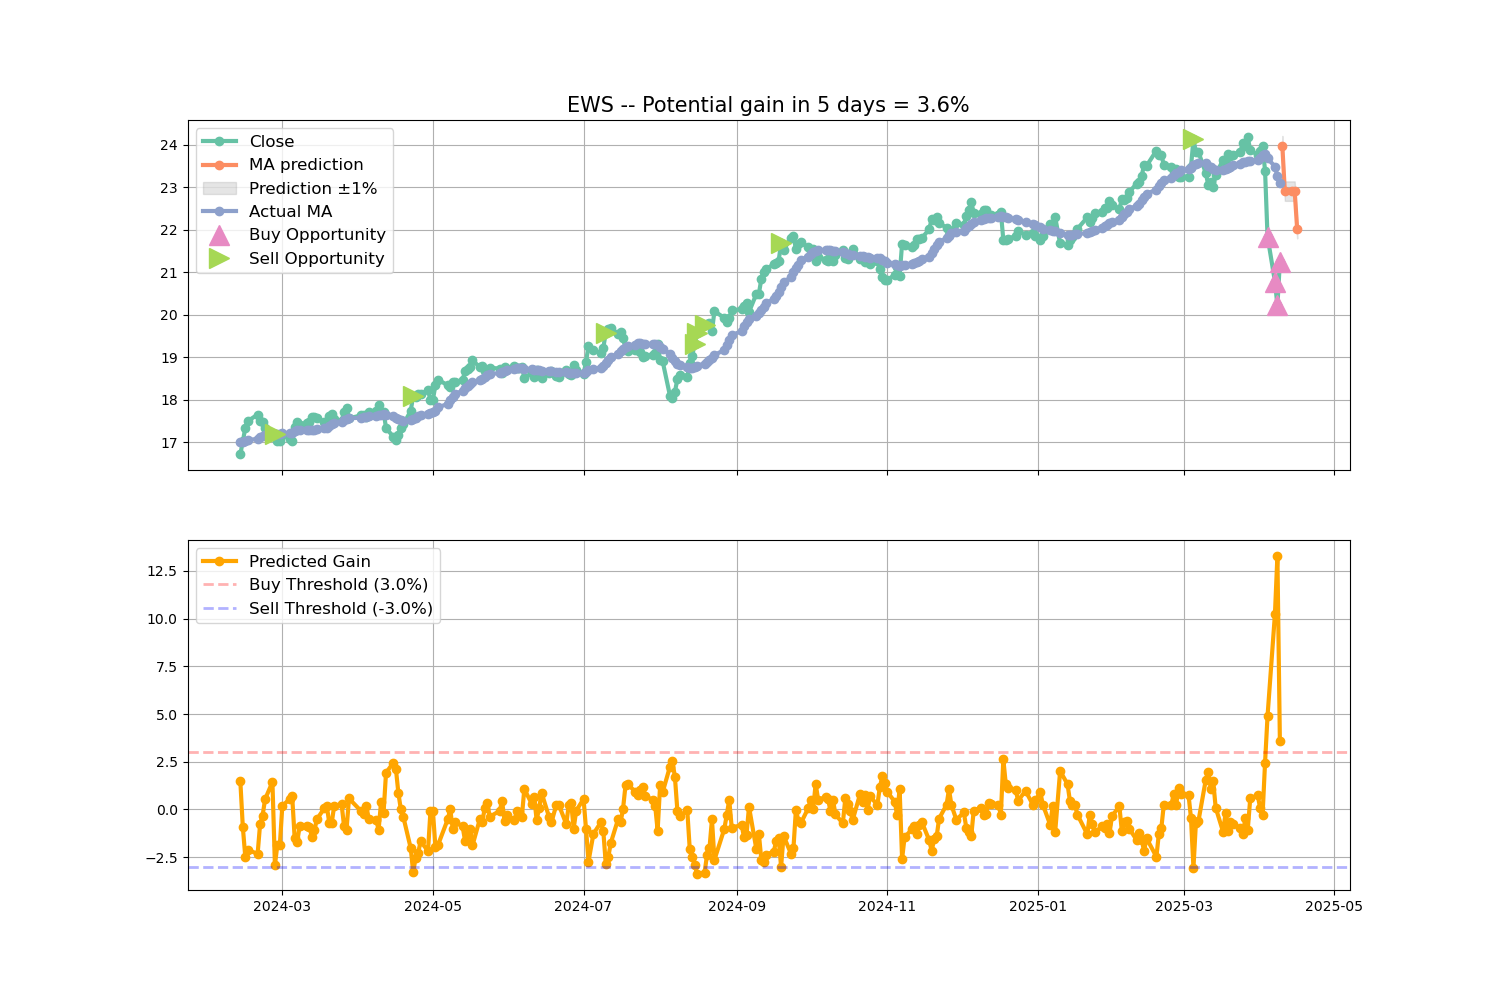 EWS -- Potential gain in 5 days = 3.6%
Close
MA prediction
Prediction ±1%
Actual MA
Buy Opportunity
Sell Opportunity
24
23
22
21
20
19
18
17
Predicted Gain
Buy Threshold (3.0%)
Sell Threshold (-3.0%)
12.5
10.0
7.5
5.0
2.5
0.0
−2.5
2024-03 2024-05 2024-07 2024-09 2024-11 2025-01 2025-03 2025-05